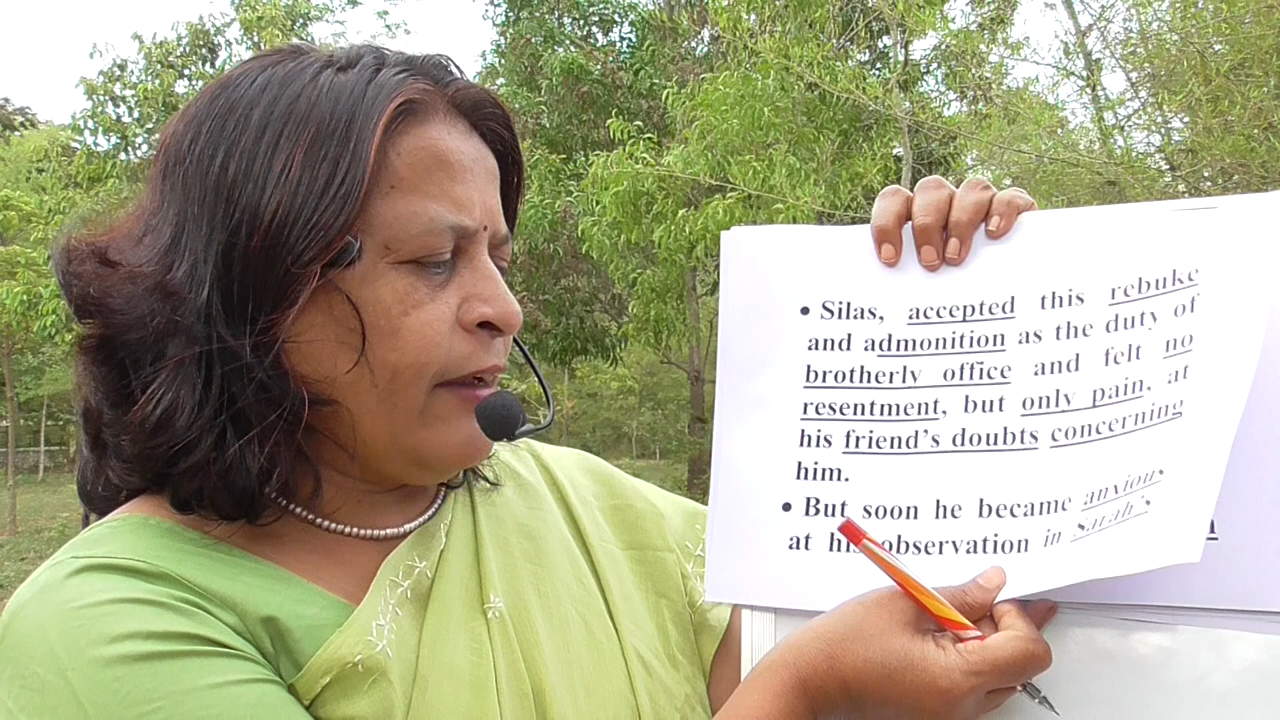 • Silas, accepted this rebuke
and admonition as the duty of
brotherly office and felt no
resentment, but only pain, at
his friend's doubts concerning
him.
• But soon he became anxious
at his observation in Sarah's